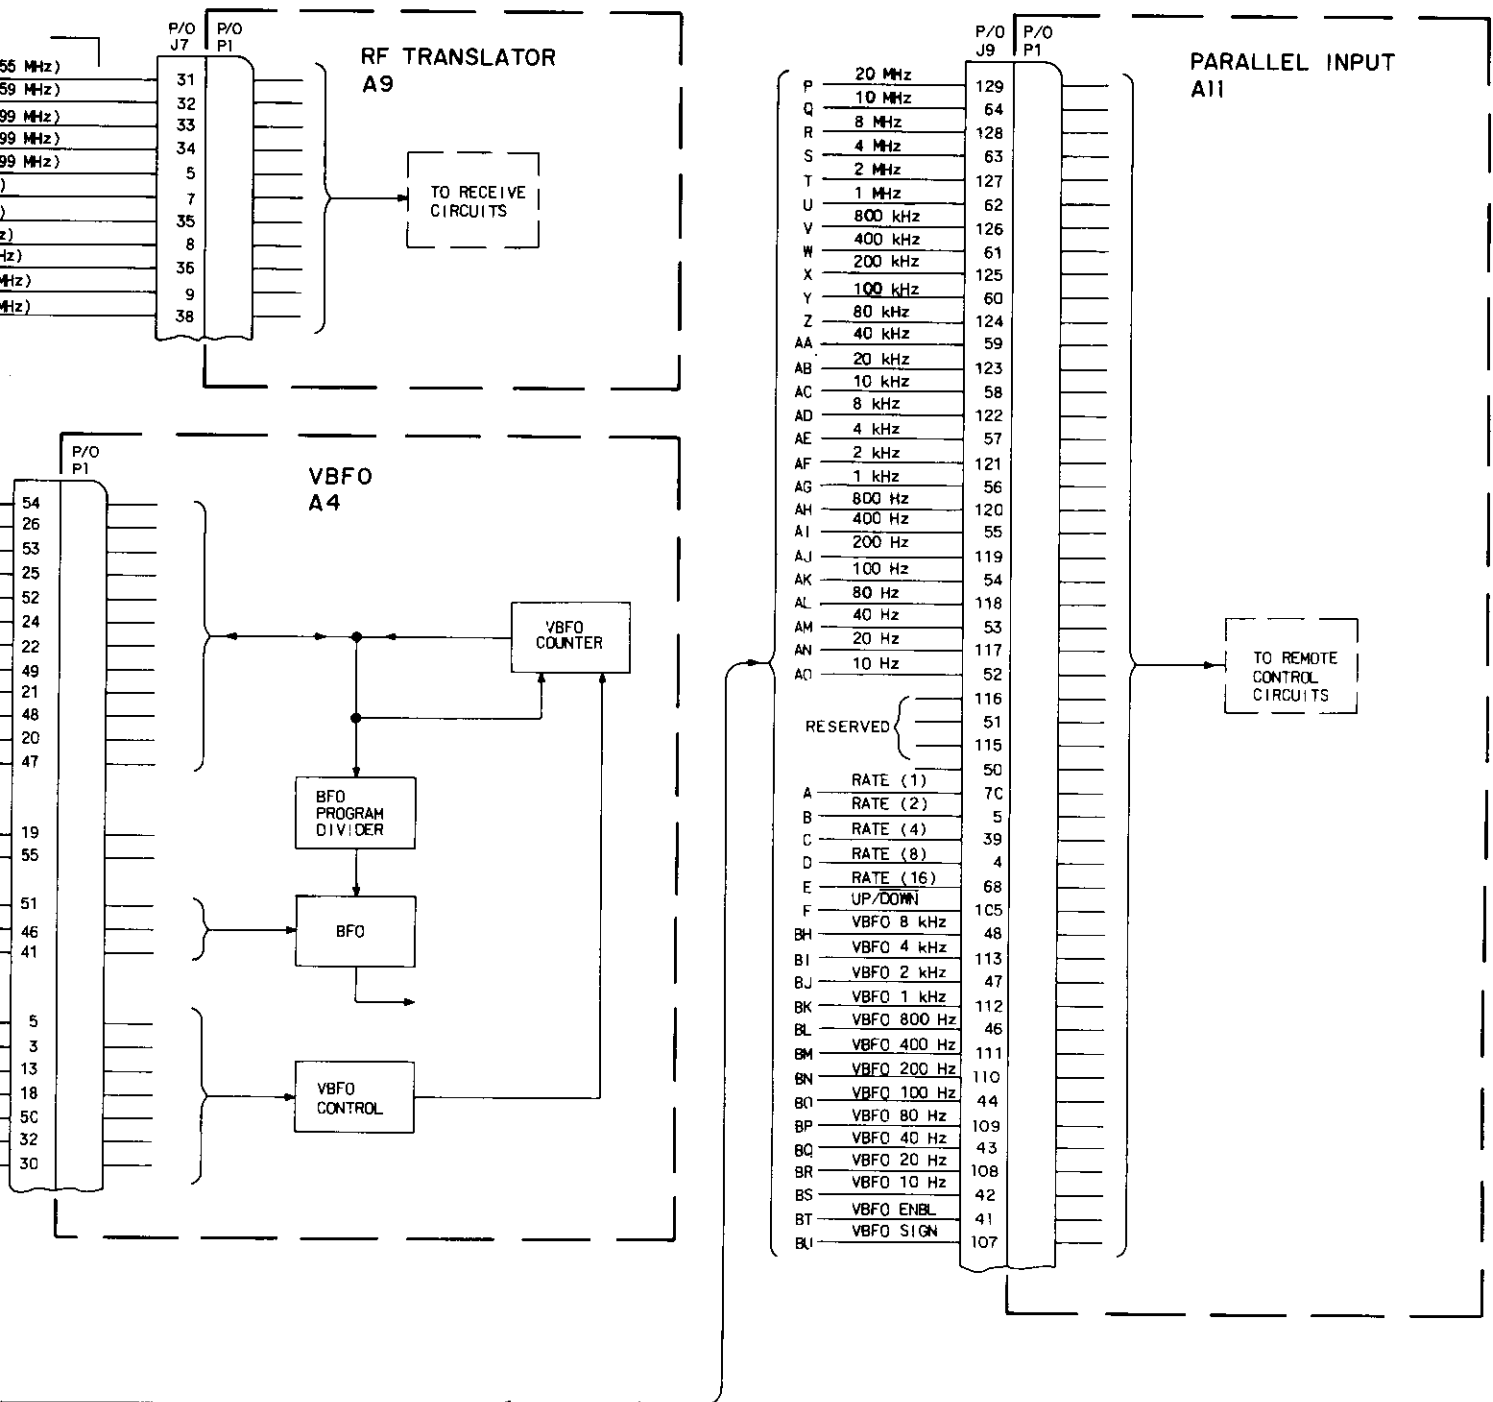 P/O P/O
J7 P1
RF TRANSLATOR
A9
55 MHz) 31
59 MHz) 32
99 MHz) 33
99 MHz) 34
99 MHz) 5
) 7
) 35
z) 8
Hz) 36
MHz) 9
MHz) 38
TO RECEIVE
CIRCUITS
P/O
P1
VBFO
A4
54
26
53
25
52
24
22
49
21
48
20
47
19
55
51
46
41
5
3
13
18
50
32
30
VBFO
COUNTER
BFO
PROGRAM
DIVIDER
BFO
VBFO
CONTROL
P/O P/O
J9 P1
PARALLEL INPUT
A11
P 20 MHz 129
Q 10 MHz 64
R 8 MHz 128
S 4 MHz 63
T 2 MHz 127
U 1 MHz 62
V 800 kHz 126
W 400 kHz 61
X 200 kHz 125
Y 100 kHz 60
Z 80 kHz 124
AA 40 kHz 59
AB 20 kHz 123
AC 10 kHz 58
AD 8 kHz 122
AE 4 kHz 57
AF 2 kHz 121
AG 1 kHz 56
AH 800 Hz 120
AI 400 Hz 55
AJ 200 Hz 119
AK 100 Hz 54
AL 80 Hz 118
AM 40 Hz 53
AN 20 Hz 117
AO 10 Hz 52
116
RESERVED 51
115
50
A RATE (1) 70
B RATE (2) 5
C RATE (4) 39
D RATE (8) 4
E RATE (16) 68
F UP/D̅O̅W̅N̅ 105
BH VBFO 8 kHz 48
BI VBFO 4 kHz 113
BJ VBFO 2 kHz 47
BK VBFO 1 kHz 112
BL VBFO 800 Hz 46
BM VBFO 400 Hz 111
BN VBFO 200 Hz 110
BO VBFO 100 Hz 44
BP VBFO 80 Hz 109
BQ VBFO 40 Hz 43
BR VBFO 20 Hz 108
BS VBFO 10 Hz 42
BT VBFO ENBL 41
BU VBFO SIGN 107
TO REMOTE
CONTROL
CIRCUITS